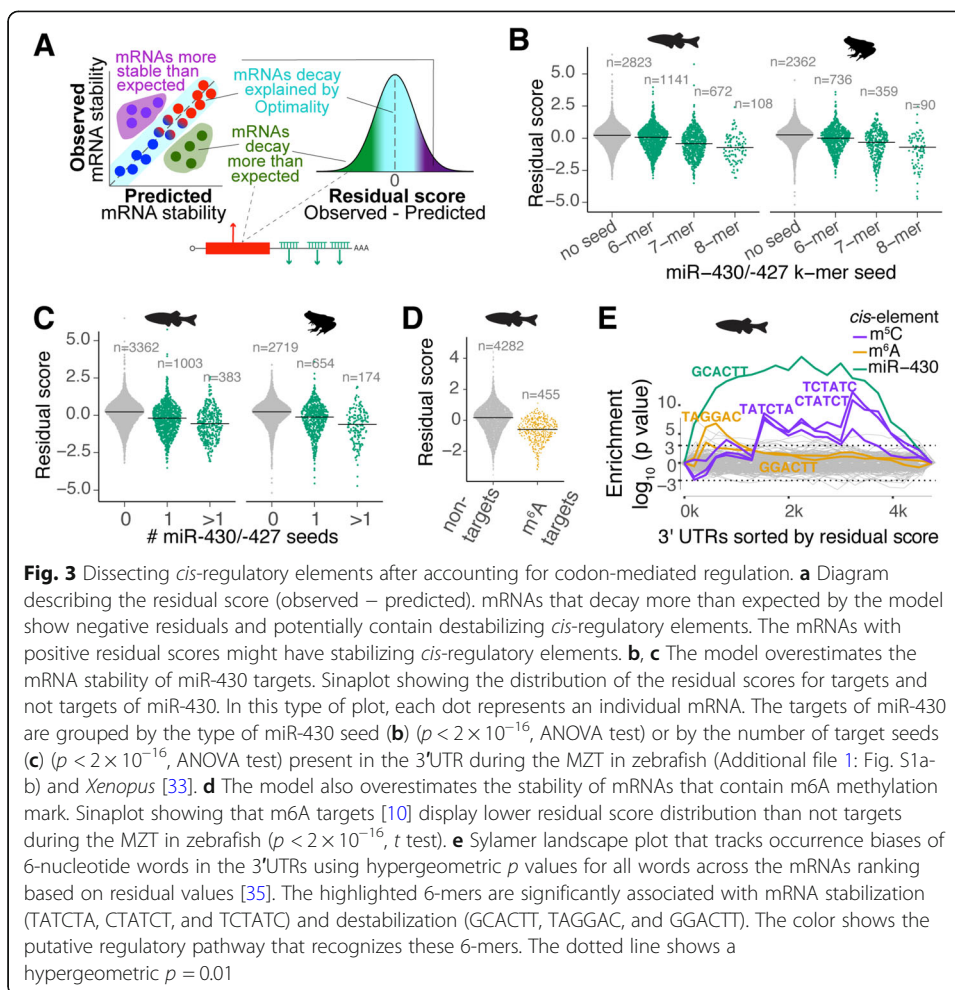 A
mRNAs more
stable than
expected
mRNAs decay
explained by
Optimality
mRNAs
decay
more than
expected
Observed
mRNA stability
Predicted
mRNA stability
0
Residual score
Observed - Predicted
AAA
B
n=2823
n=1141
n=672
n=108
n=2362
n=736
n=359
n=90
Residual score
5.0
2.5
0.0
-2.5
-5.0
no seed
6-mer
7-mer
8-mer
no seed
6-mer
7-mer
8-mer
miR-430/-427 k-mer seed
C
n=3362
n=1003
n=383
n=2719
n=654
n=174
Residual score
5.0
2.5
0.0
-2.5
-5.0
0
1
>1
0
1
>1
# miR-430/-427 seeds
D
n=4282
n=455
Residual score
4
2
0
-2
non-
targets
m⁶A
targets
E
cis-element
m⁵C
m⁶A
miR-430
GCACTT
TCTATC
CTATCT
TATCTA
TAGGAC
GGACTT
Enrichment
log₁₀ (p value)
10
5
3
0
-3
0k
2k
4k
3' UTRs sorted by residual score
Fig. 3 Dissecting cis-regulatory elements after accounting for codon-mediated regulation. a Diagram
describing the residual score (observed − predicted). mRNAs that decay more than expected by the model
show negative residuals and potentially contain destabilizing cis-regulatory elements. The mRNAs with
positive residual scores might have stabilizing cis-regulatory elements. b, c The model overestimates the
mRNA stability of miR-430 targets. Sinaplot showing the distribution of the residual scores for targets and
not targets of miR-430. In this type of plot, each dot represents an individual mRNA. The targets of miR-430
are grouped by the type of miR-430 seed (b) (p < 2 × 10⁻¹⁶, ANOVA test) or by the number of target seeds
(c) (p < 2 × 10⁻¹⁶, ANOVA test) present in the 3′UTR during the MZT in zebrafish (Additional file 1: Fig. S1a-
b) and Xenopus [33]. d The model also overestimates the stability of mRNAs that contain m6A methylation
mark. Sinaplot showing that m6A targets [10] display lower residual score distribution than not targets
during the MZT in zebrafish (p < 2 × 10⁻¹⁶, t test). e Sylamer landscape plot that tracks occurrence biases of
6-nucleotide words in the 3′UTRs using hypergeometric p values for all words across the mRNAs ranking
based on residual values [35]. The highlighted 6-mers are significantly associated with mRNA stabilization
(TATCTA, CTATCT, and TCTATC) and destabilization (GCACTT, TAGGAC, and GGACTT). The color shows the
putative regulatory pathway that recognizes these 6-mers. The dotted line shows a
hypergeometric p = 0.01